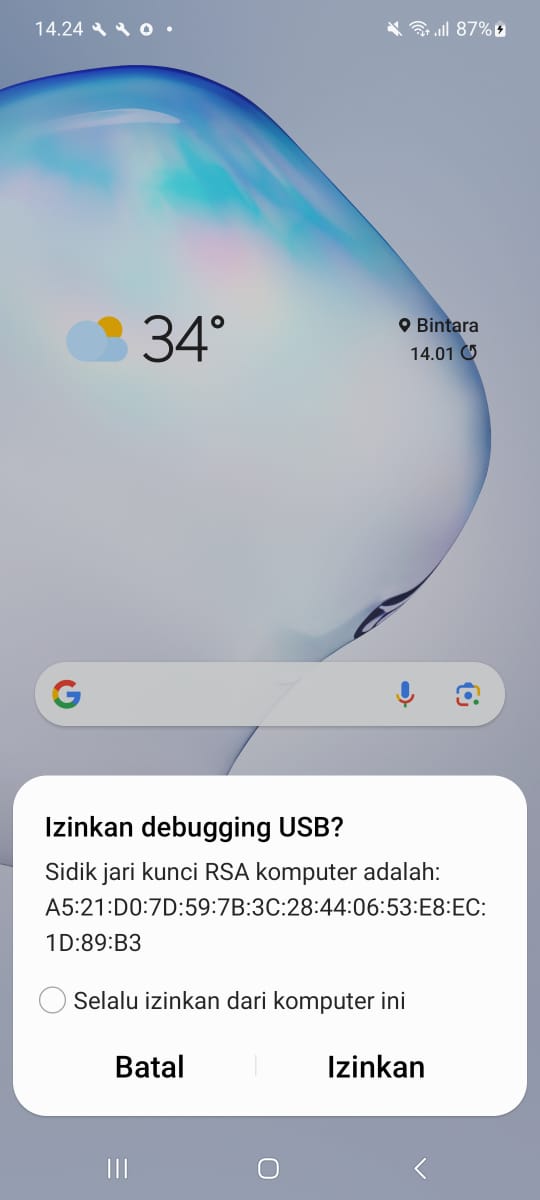 14.24
87%
34°
Bintara
14.01
Izinkan debugging USB?
Sidik jari kunci RSA komputer adalah:
A5:21:D0:7D:59:7B:3C:28:44:06:53:E8:EC:
1D:89:B3
Selalu izinkan dari komputer ini
Batal
Izinkan